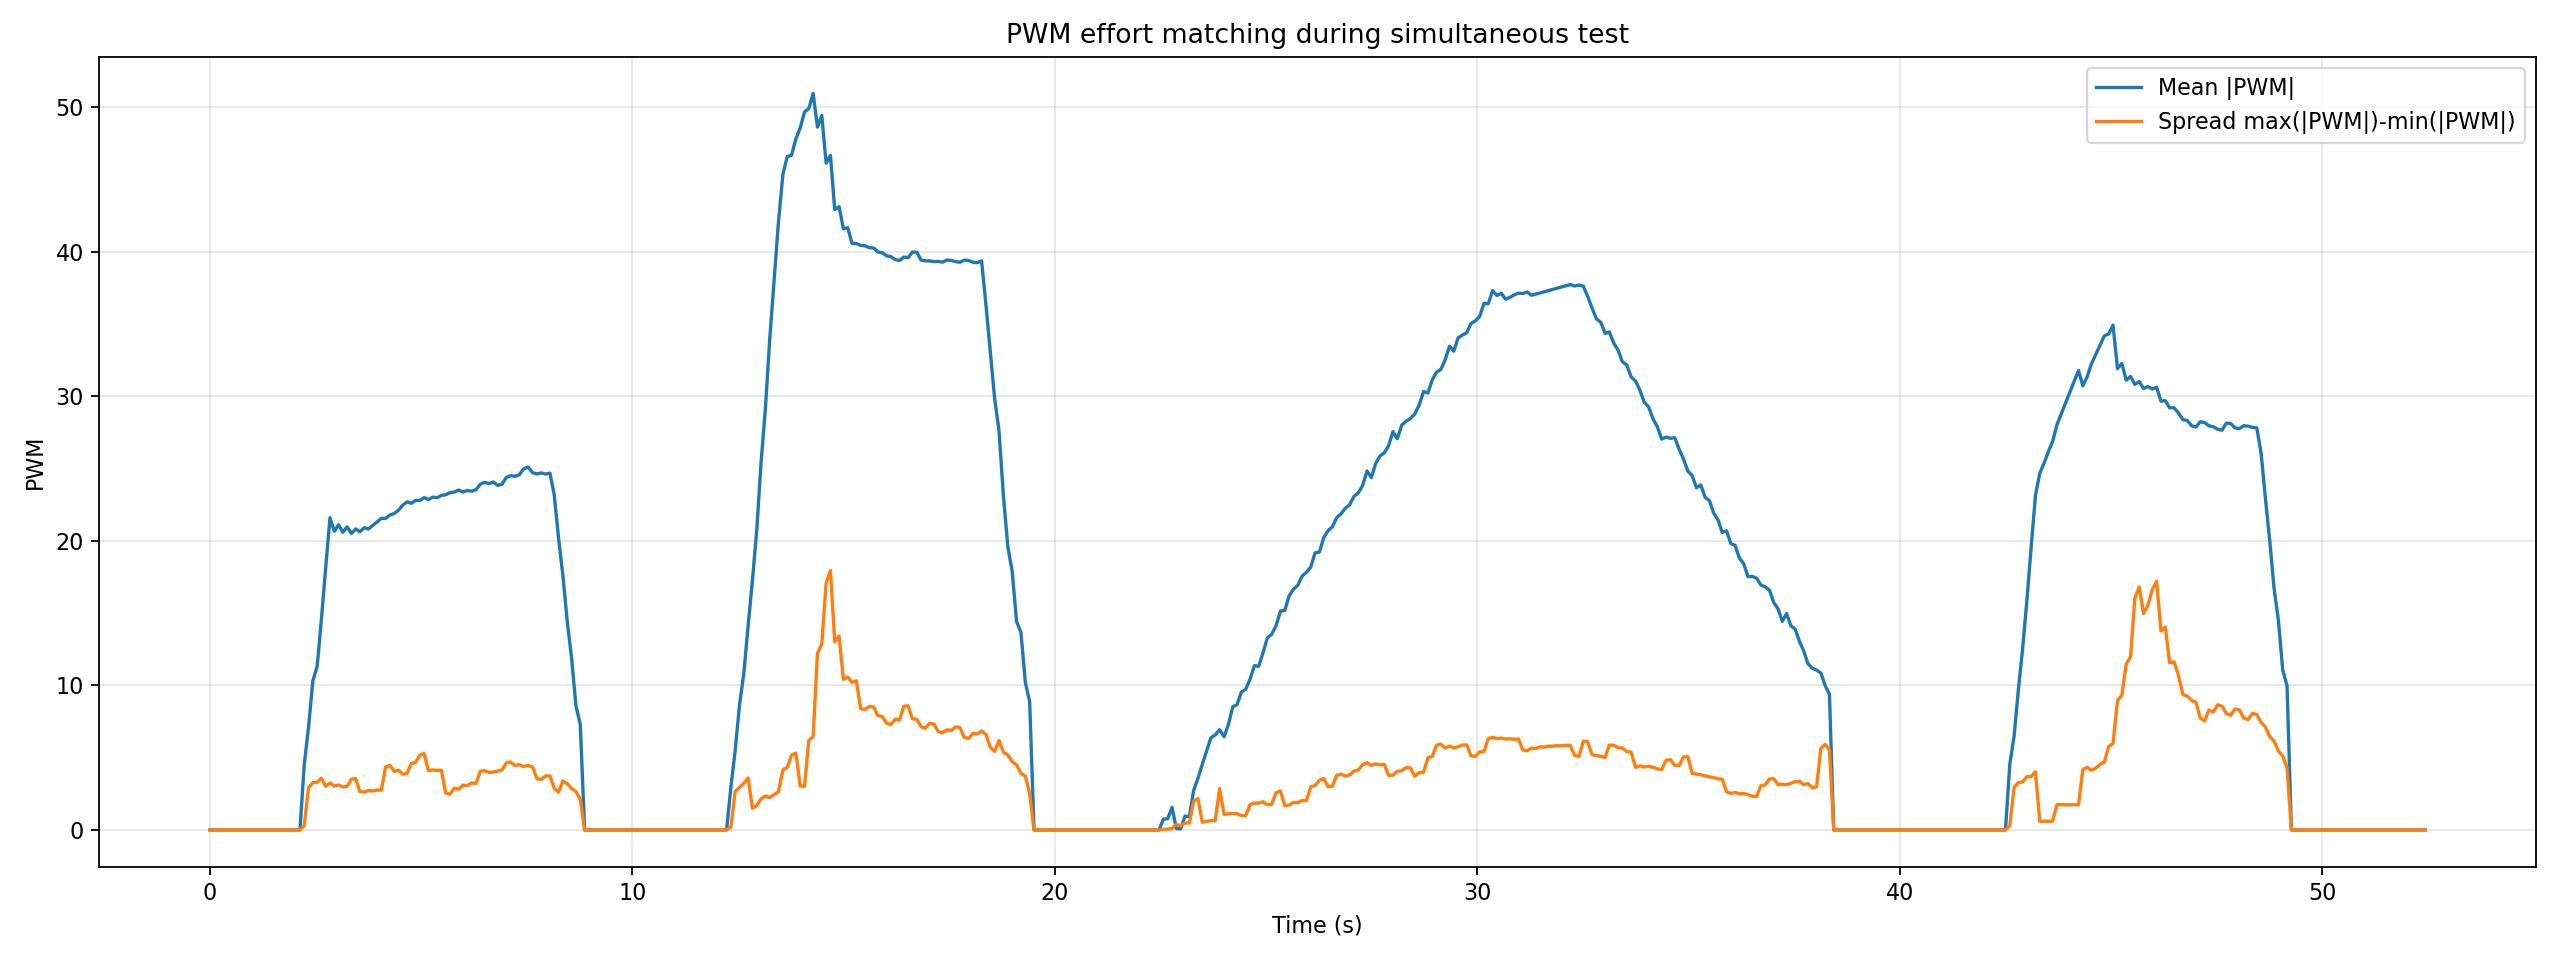 PWM effort matching during simultaneous test
Mean |PWM|
Spread max(|PWM|)-min(|PWM|)
PWM
50
40
30
20
10
0
0 10 20 30 40 50
Time (s)